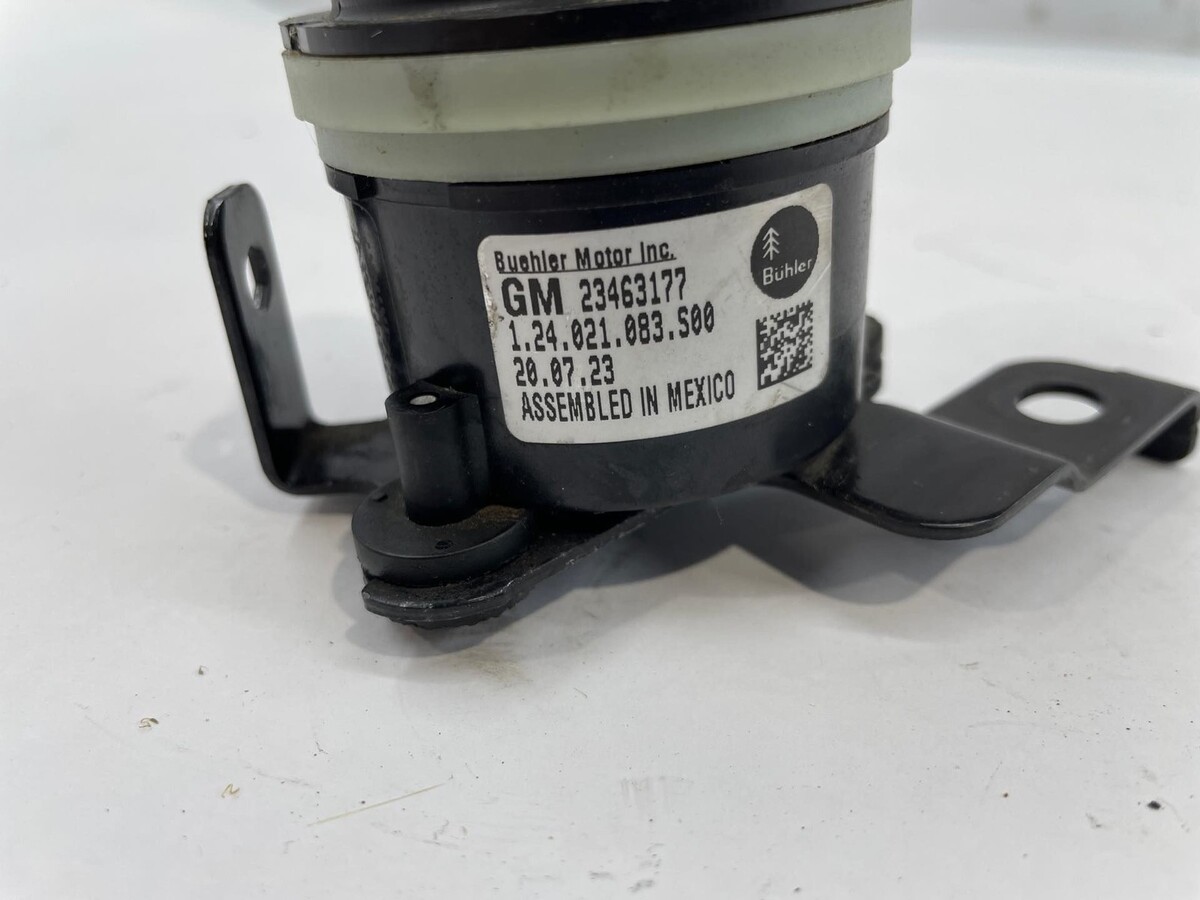 Buehler Motor Inc.
GM 23463177
1.24.021.083.S00
20.07.23
ASSEMBLED IN MEXICO
Bühler